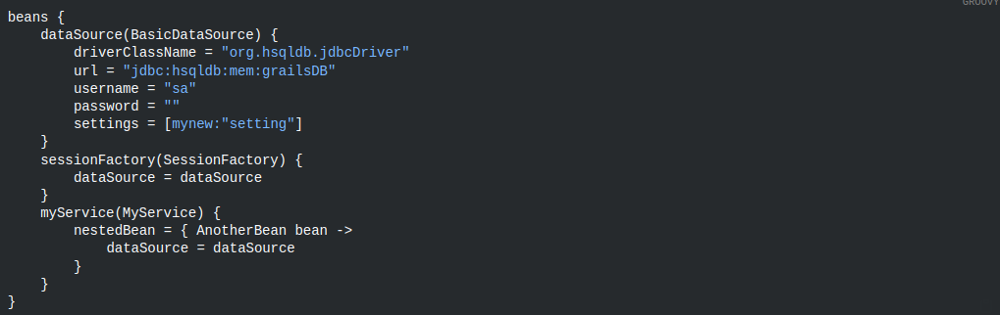 GROOVY
beans {
    dataSource(BasicDataSource) {
        driverClassName = "org.hsqldb.jdbcDriver"
        url = "jdbc:hsqldb:mem:grailsDB"
        username = "sa"
        password = ""
        settings = [mynew:"setting"]
    }
    sessionFactory(SessionFactory) {
        dataSource = dataSource
    }
    myService(MyService) {
        nestedBean = { AnotherBean bean ->
            dataSource = dataSource
        }
    }
}